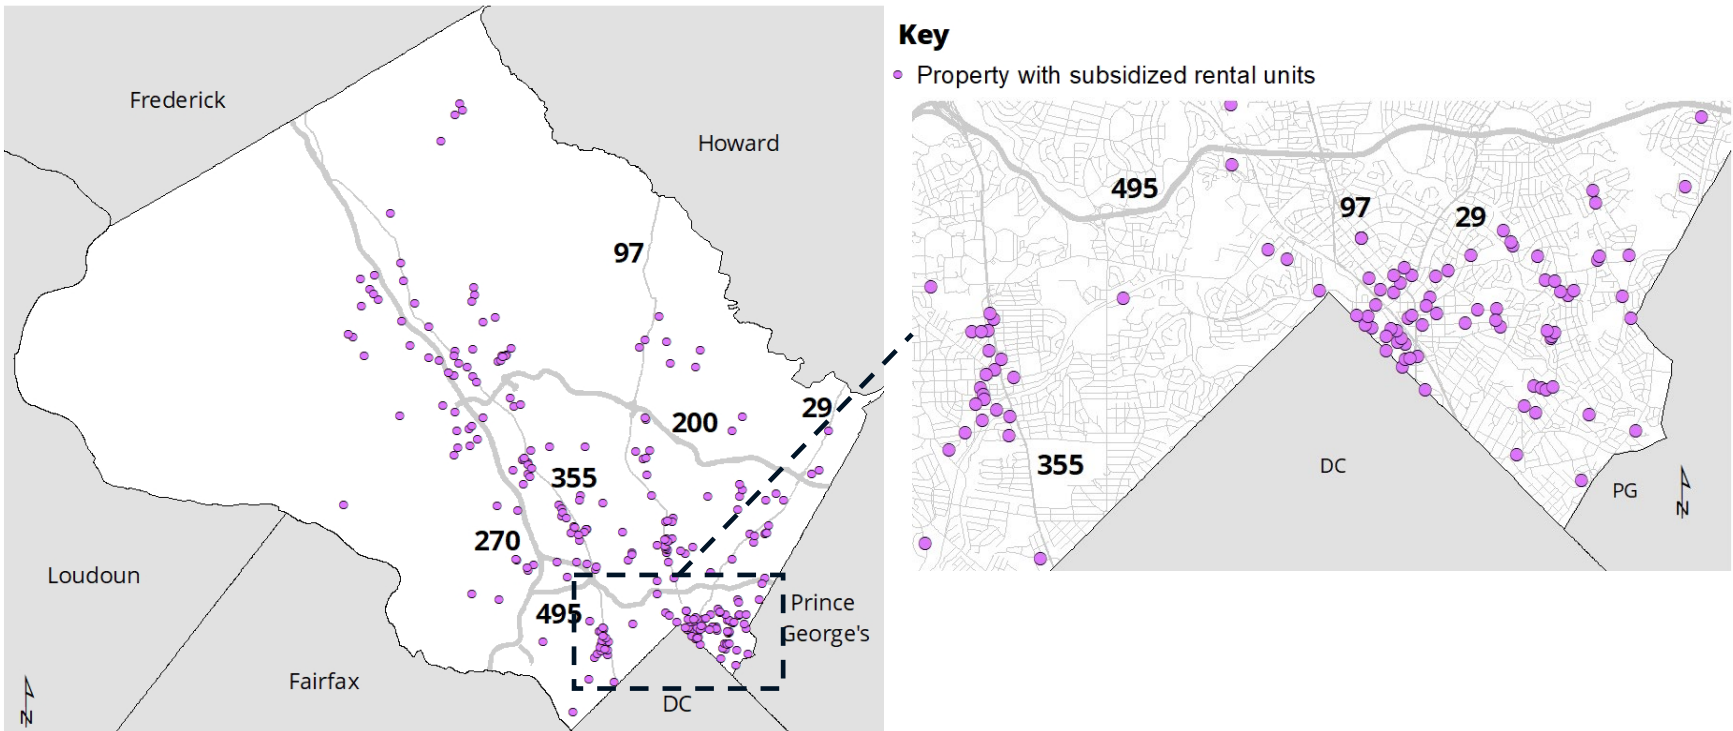 Frederick
Howard
97
29
200
355
270
495
Loudoun
Prince
George's
Fairfax
DC
N
Key
Property with subsidized rental units
495
97
29
355
DC
PG
N